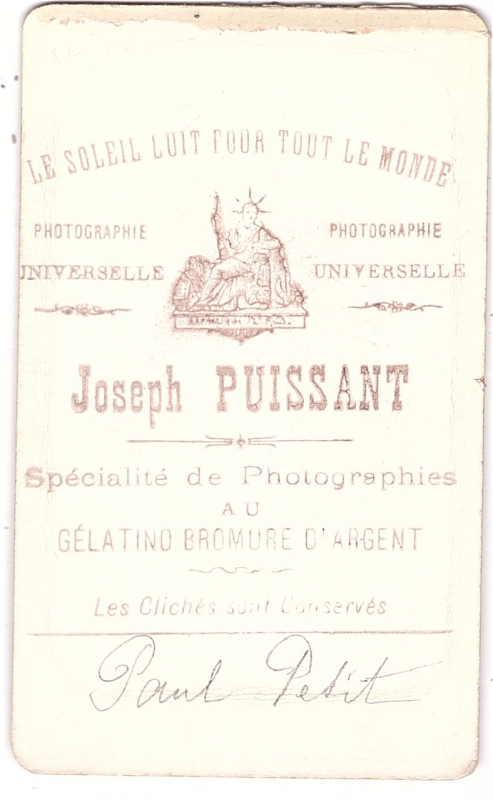 LE SOLEIL LUIT POUR TOUT LE MONDE
PHOTOGRAPHIE
UNIVERSELLE
PHOTOGRAPHIE
UNIVERSELLE
Joseph PUISSANT
Spécialité de Photographies
AU
GÉLATINO BROMURE D'ARGENT
Les Clichés sont Conservés
Paul Petit